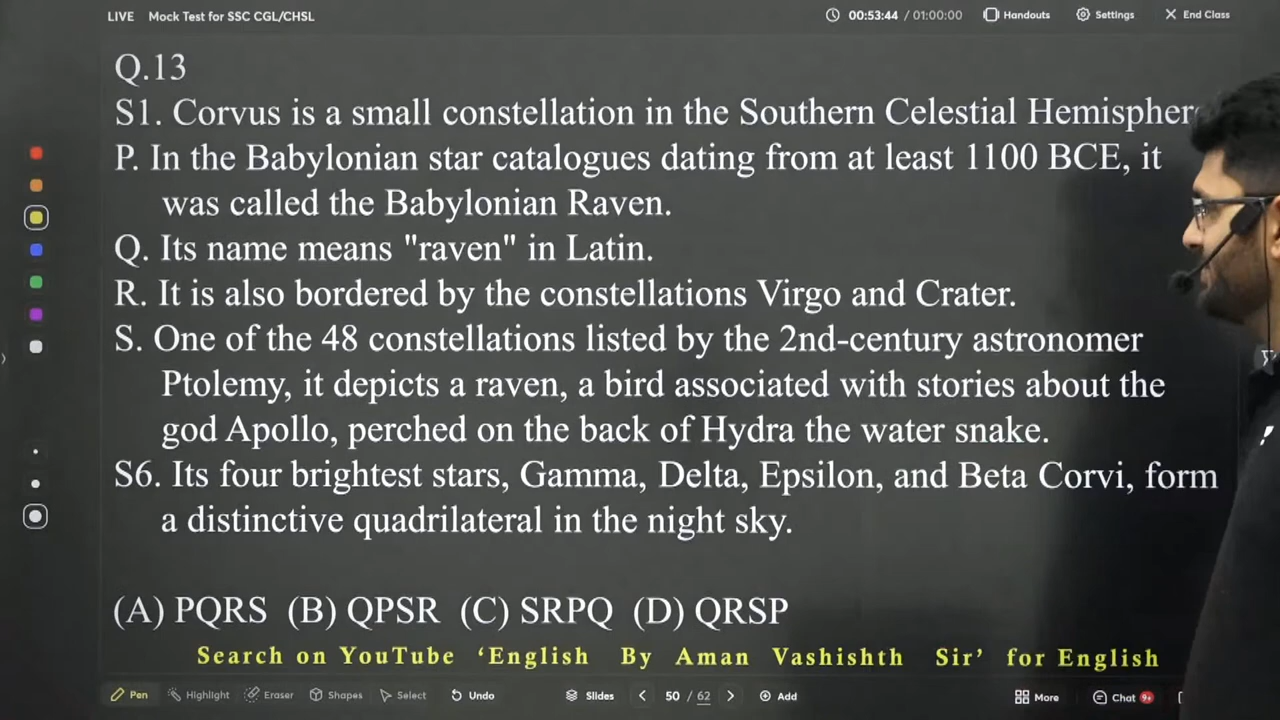 LIVE Mock Test for SSC CGL/CHSL 00:53:44 / 01:00:00 Handouts Settings End Class
Q.13
S1. Corvus is a small constellation in the Southern Celestial Hemispher
P. In the Babylonian star catalogues dating from at least 1100 BCE, it
was called the Babylonian Raven.
Q. Its name means "raven" in Latin.
R. It is also bordered by the constellations Virgo and Crater.
S. One of the 48 constellations listed by the 2nd-century astronomer
Ptolemy, it depicts a raven, a bird associated with stories about the
god Apollo, perched on the back of Hydra the water snake.
S6. Its four brightest stars, Gamma, Delta, Epsilon, and Beta Corvi, form
a distinctive quadrilateral in the night sky.
(A) PQRS (B) QPSR (C) SRPQ (D) QRSP
Search on YouTube ‘English By Aman Vashishth Sir’ for English
Pen Highlight Eraser Shapes Select Undo Slides 50 / 62 Add More Chat 9+